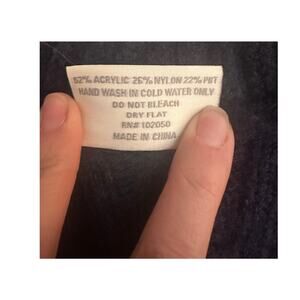 52% ACRYLIC 26% NYLON 22% PBT
HAND WASH IN COLD WATER ONLY
DO NOT BLEACH
DRY FLAT
RN# 102050
MADE IN CHINA